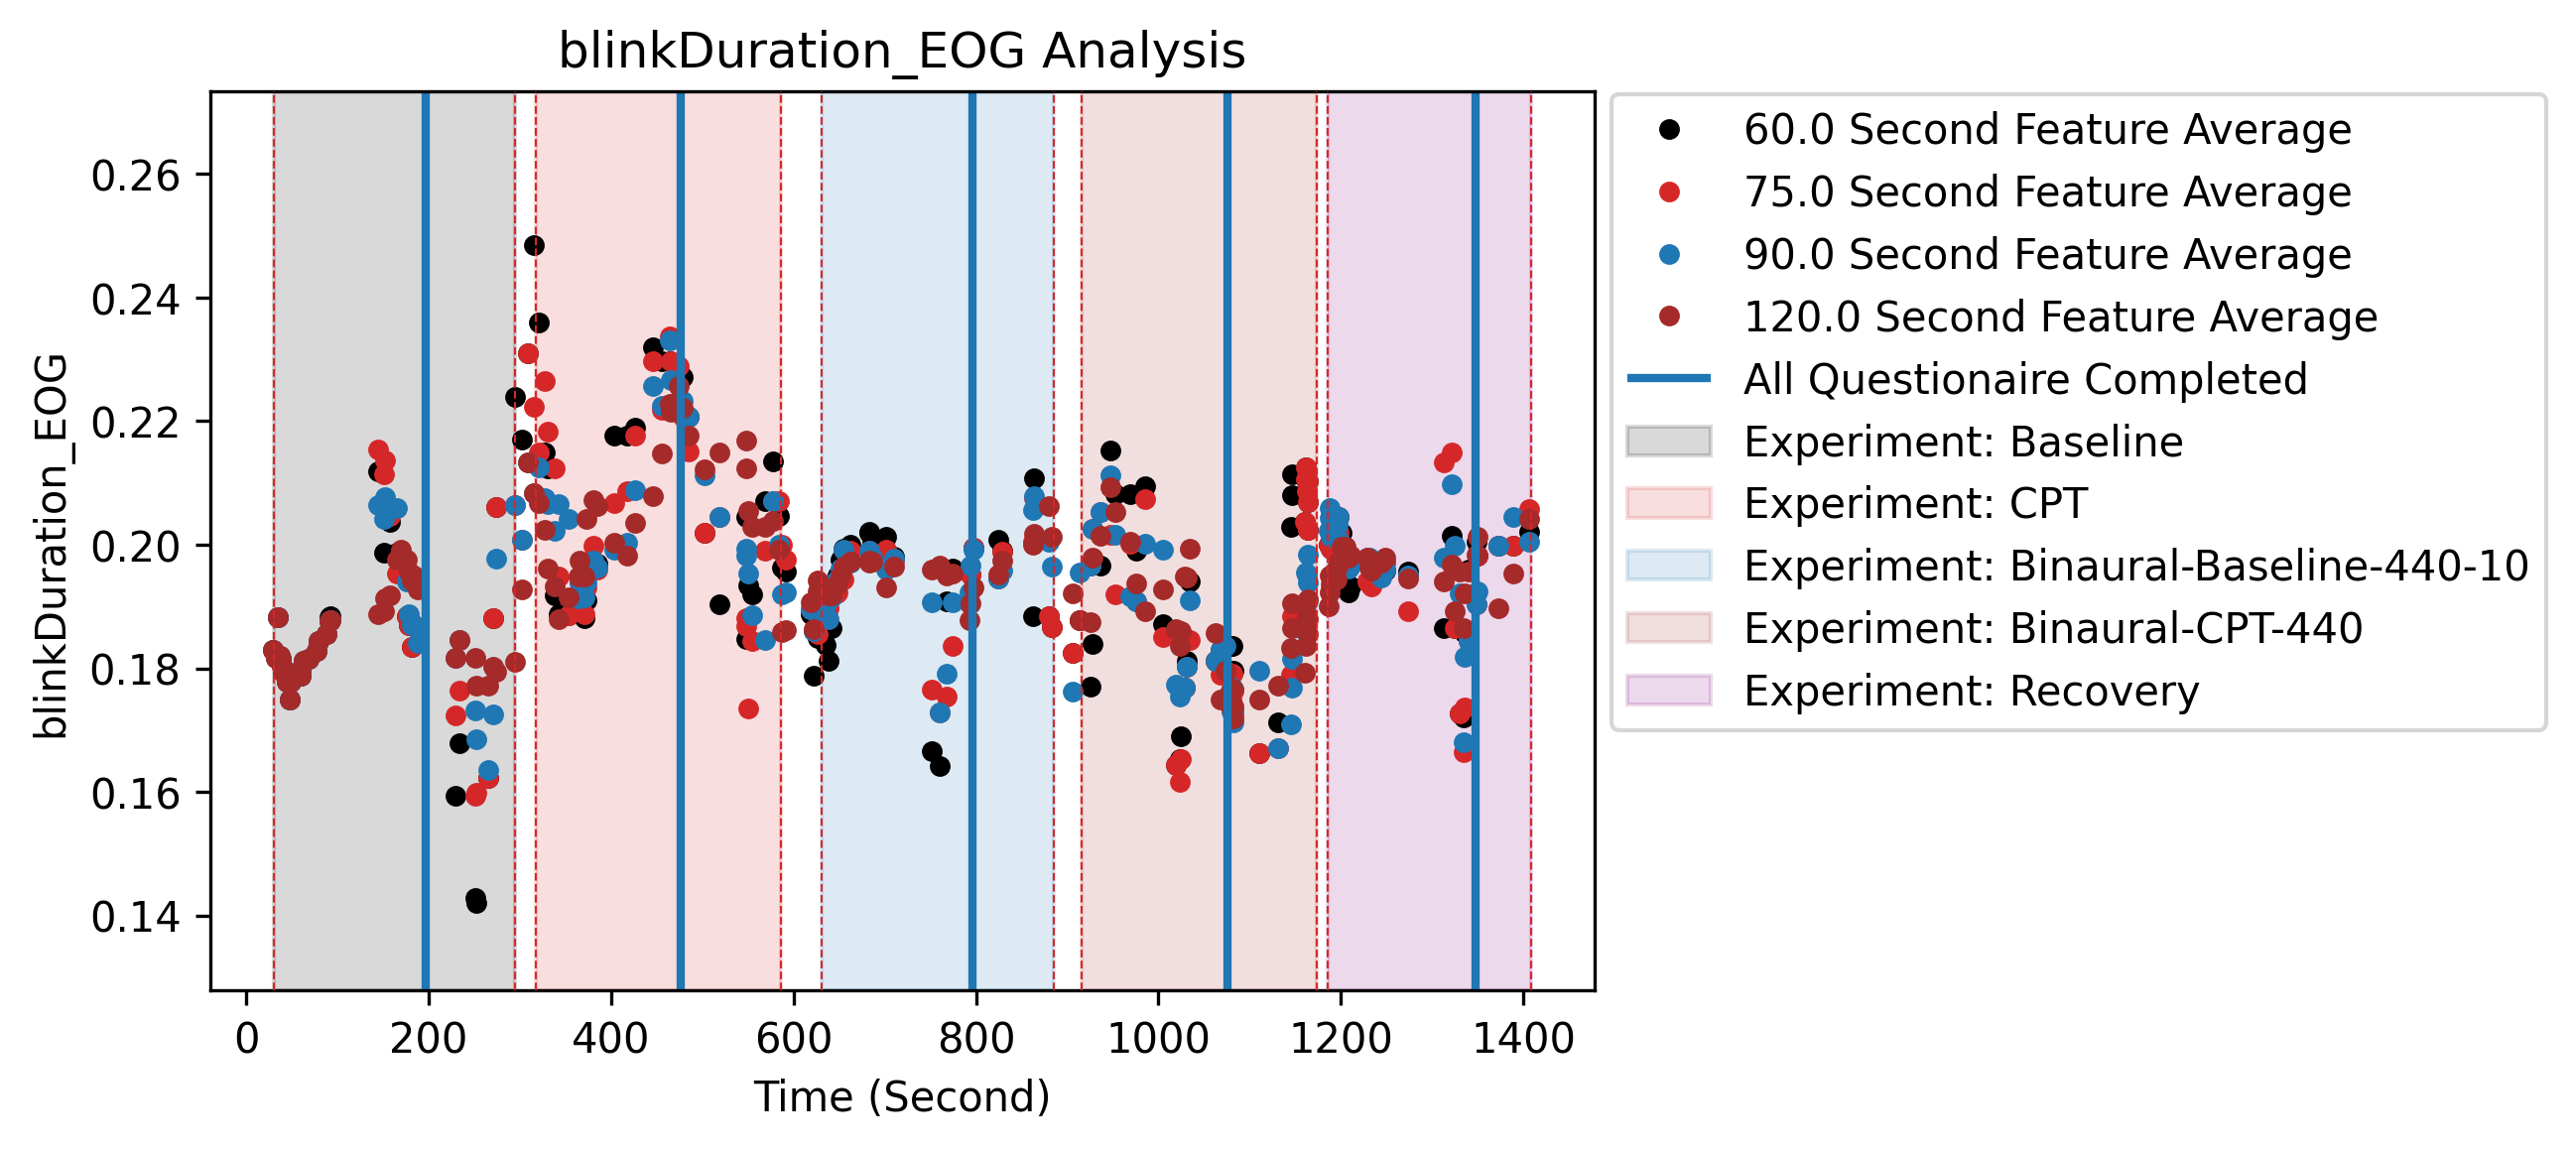 blinkDuration_EOG Analysis
blinkDuration_EOG
0.26
0.24
0.22
0.20
0.18
0.16
0.14
0 200 400 600 800 1000 1200 1400
Time (Second)
60.0 Second Feature Average
75.0 Second Feature Average
90.0 Second Feature Average
120.0 Second Feature Average
All Questionaire Completed
Experiment: Baseline
Experiment: CPT
Experiment: Binaural-Baseline-440-10
Experiment: Binaural-CPT-440
Experiment: Recovery